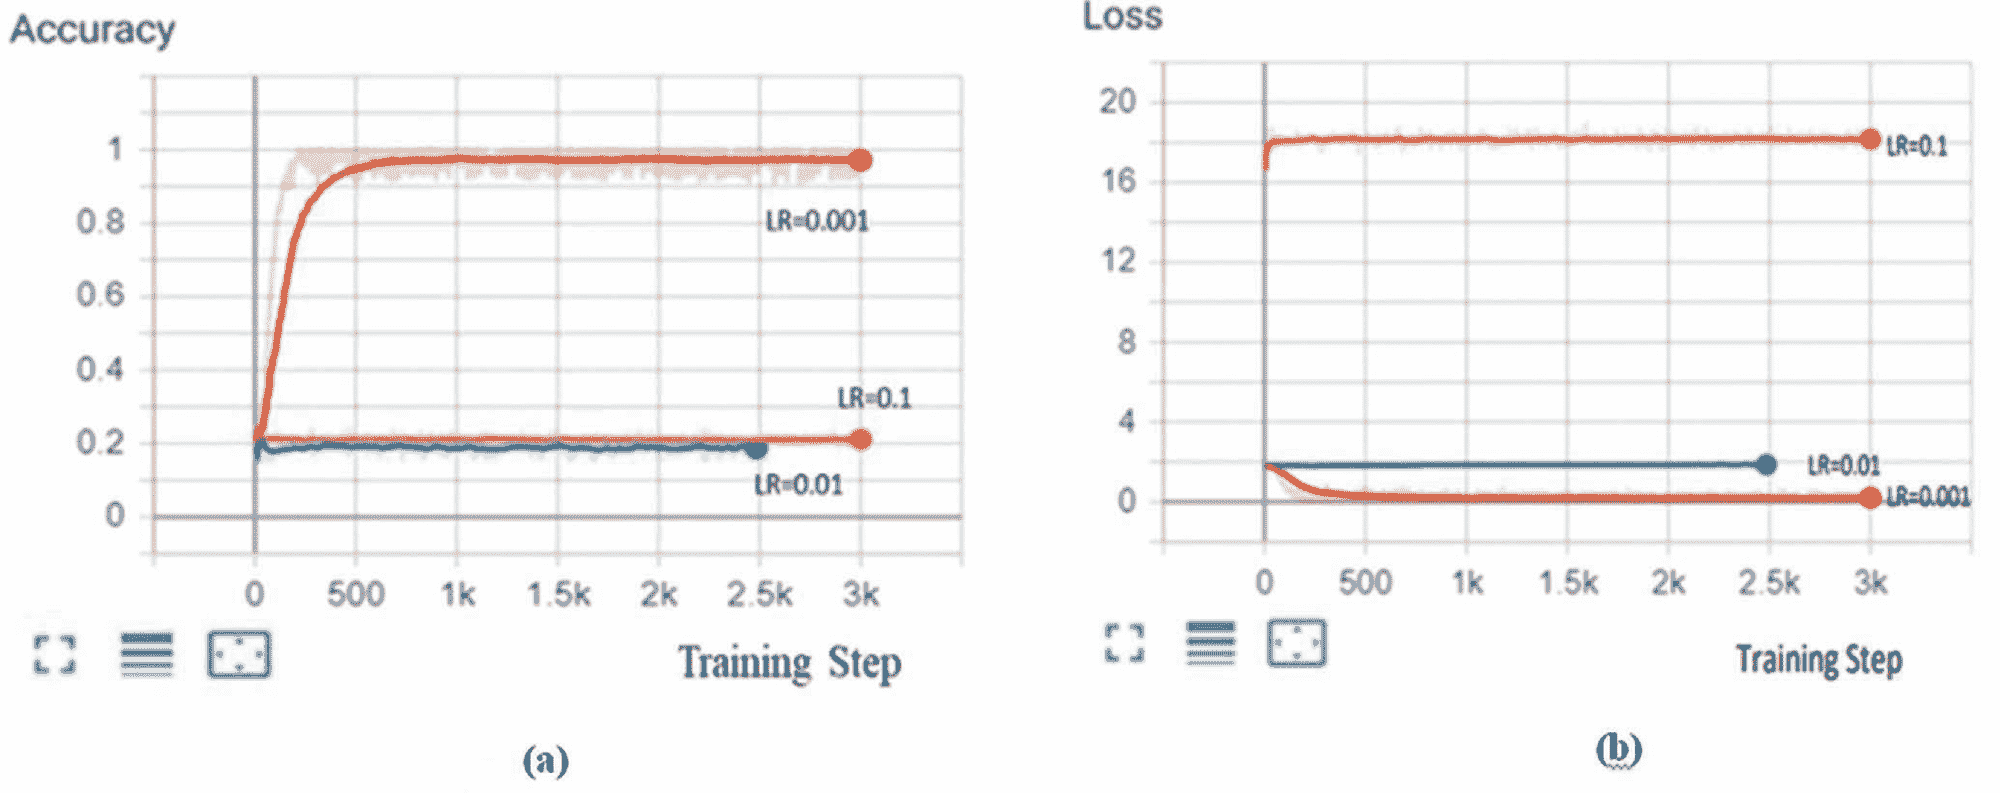 Accuracy
1
0.8
0.6
0.4
0.2
0
LR=0.001
LR=0.1
LR=0.01
0 500 1k 1.5k 2k 2.5k 3k
Training Step
(a)
Loss
20
16
12
8
4
0
LR=0.1
LR=0.01
LR=0.001
0 500 1k 1.5k 2k 2.5k 3k
Training Step
(b)